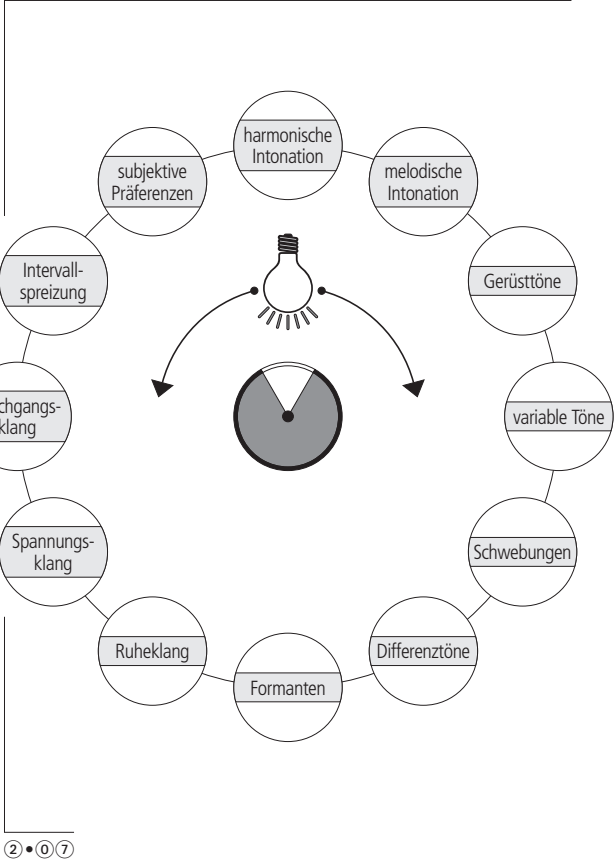 harmonische
Intonation
subjektive
Präferenzen
melodische
Intonation
Intervall-
spreizung
Gerüsttöne
chgangs-
klang
variable Töne
Spannungs-
klang
Schwebungen
Ruheklang
Differenztöne
Formanten
2•07